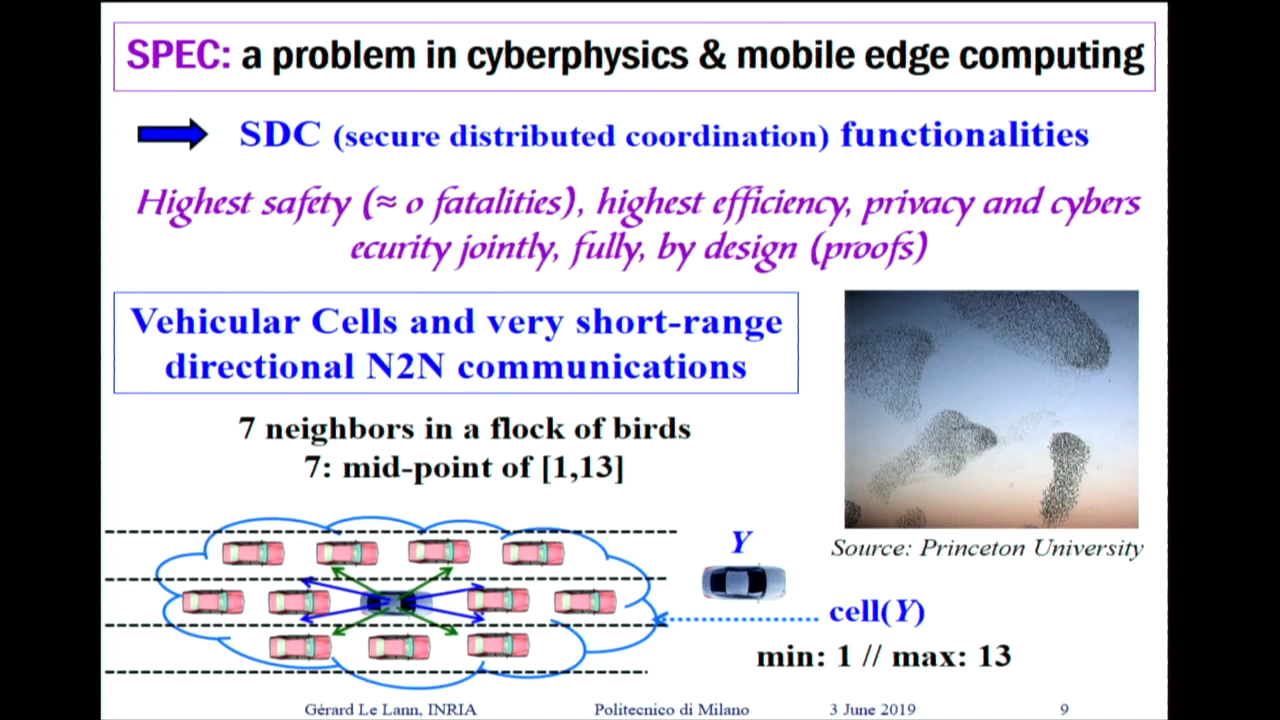 SPEC: a problem in cyberphysics & mobile edge computing
SDC (secure distributed coordination) functionalities
Highest safety (≈ 0 fatalities), highest efficiency, privacy and cybers
ecurity jointly, fully, by design (proofs)
Vehicular Cells and very short-range
directional N2N communications
7 neighbors in a flock of birds
7: mid-point of [1,13]
Source: Princeton University
Y
cell(Y)
min: 1 // max: 13
Gérard Le Lann, INRIA Politecnico di Milano 3 June 2019 9